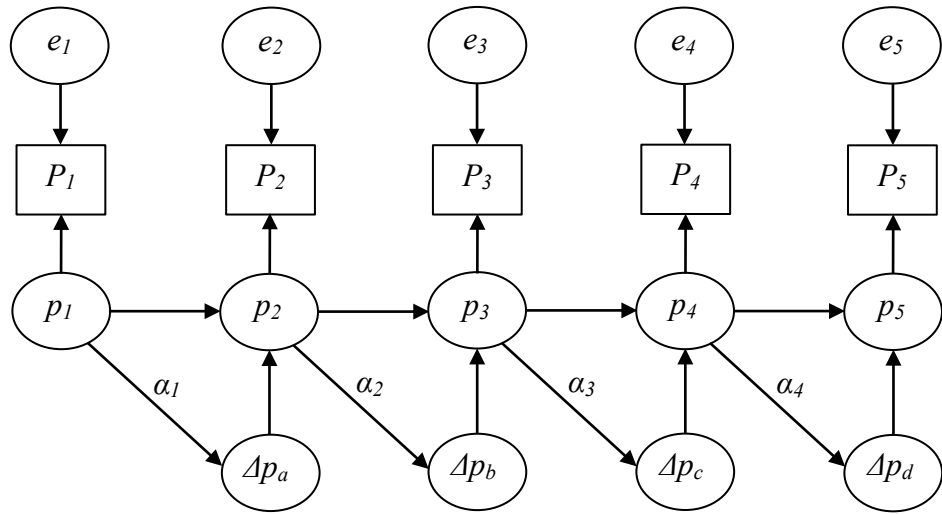 e1 e2 e3 e4 e5
P1 P2 P3 P4 P5
p1 p2 p3 p4 p5
α1 α2 α3 α4
Δpa Δpb Δpc Δpd